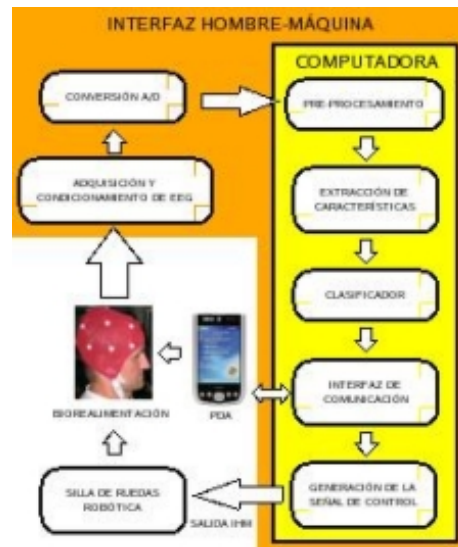 INTERFAZ HOMBRE-MÁQUINA
COMPUTADORA
CONVERSIÓN A/D
PRE-PROCESAMIENTO
ADQUISICIÓN Y
CONDICIONAMIENTO DE EEG
EXTRACCIÓN DE
CARACTERÍSTICAS
CLASIFICADOR
BIOREALIMENTACIÓN
PDA
INTERFAZ DE
COMUNICACIÓN
SILLA DE RUEDAS
ROBÓTICA
SALIDA IHM
GENERACIÓN DE LA
SEÑAL DE CONTROL